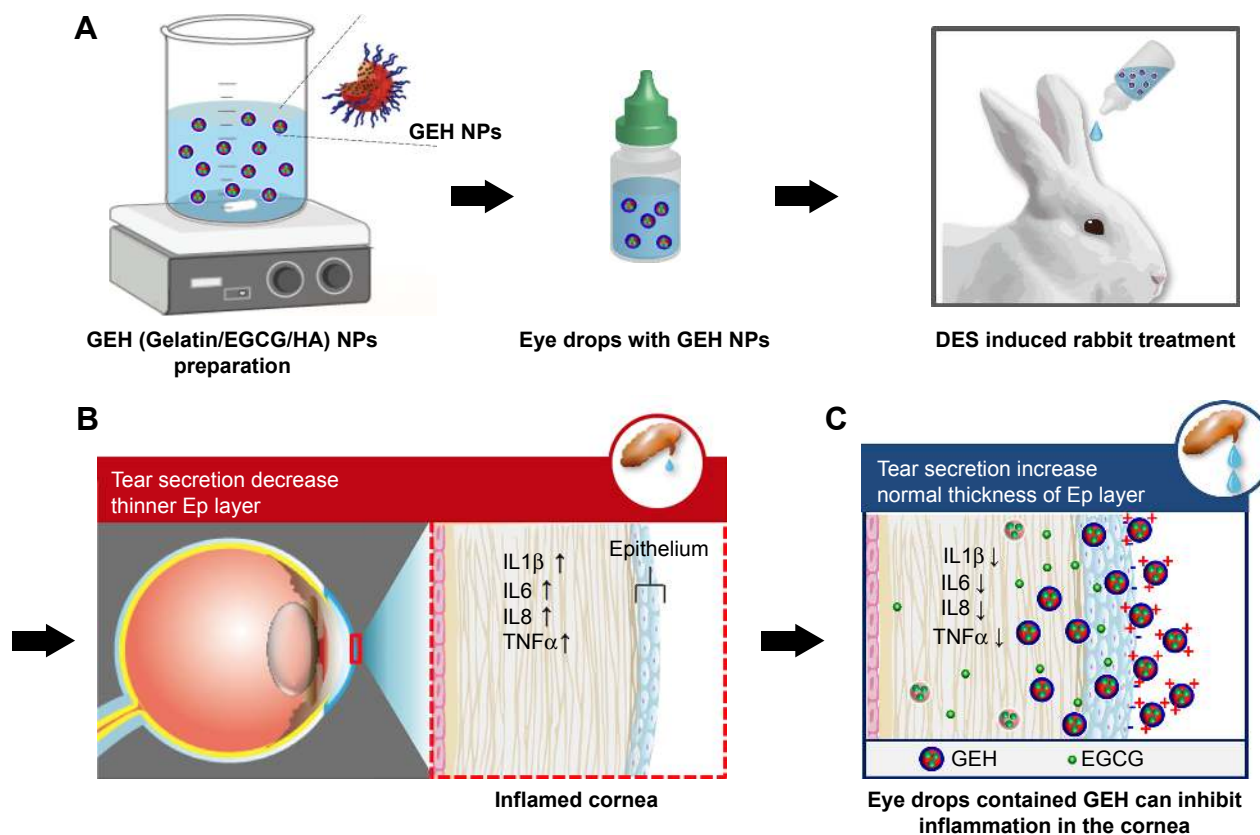 A
GEH NPs
GEH (Gelatin/EGCG/HA) NPs
preparation
Eye drops with GEH NPs
DES induced rabbit treatment
B
Tear secretion decrease
thinner Ep layer
IL1β ↑
IL6 ↑
IL8 ↑
TNFα↑
Epithelium
Inflamed cornea
C
Tear secretion increase
normal thickness of Ep layer
IL1β↓
IL6 ↓
IL8 ↓
TNFα ↓
GEH
EGCG
Eye drops contained GEH can inhibit
inflammation in the cornea